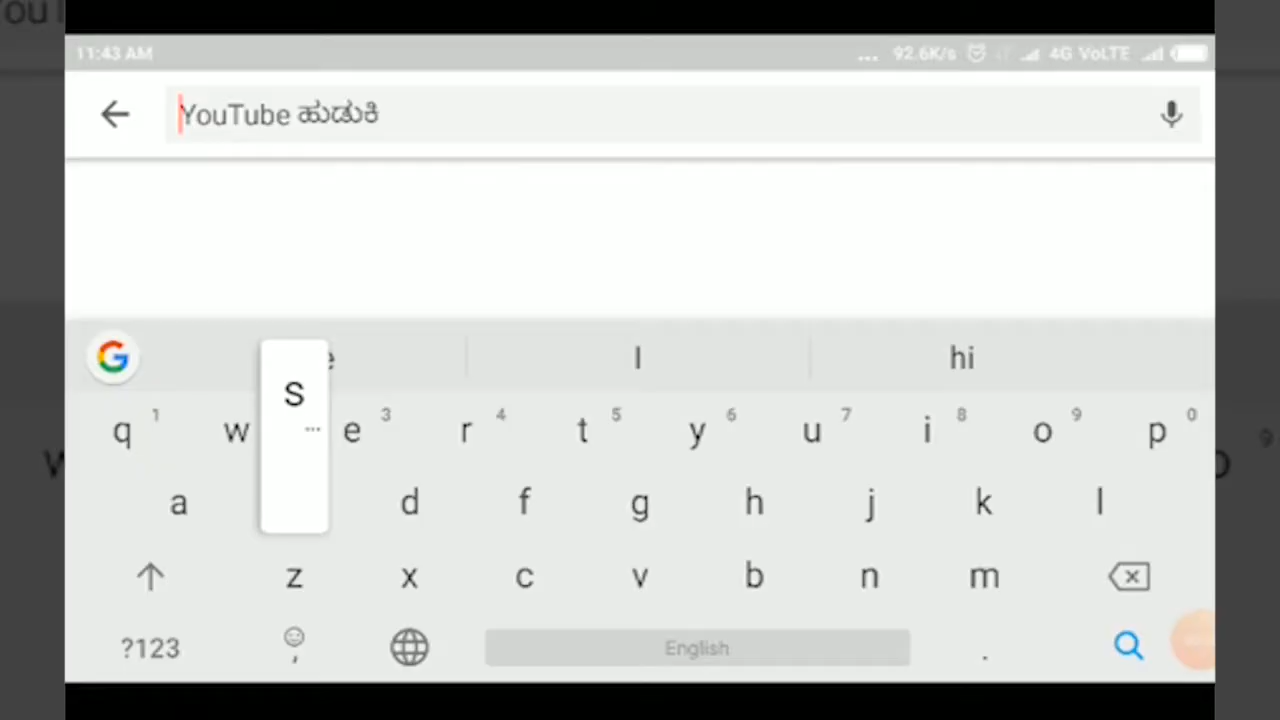 11:43 AM ... 92.6K/s 4G VoLTE
YouTube ಹುಡುಕಿ
I hi
S
q 1 w e 3 r 4 t 5 y 6 u 7 i 8 o 9 p 0
a d f g h j k l
z x c v b n m
?123 , English .